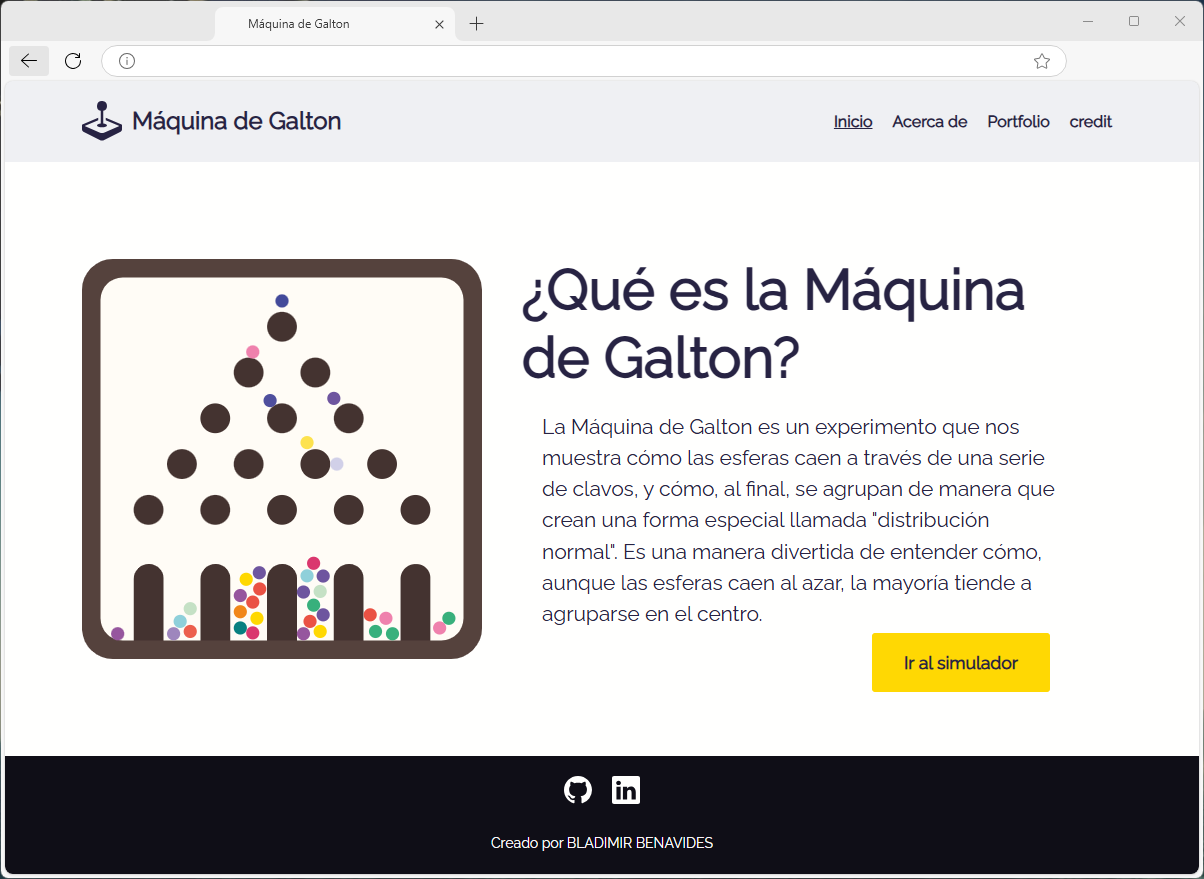 Máquina de Galton
Máquina de Galton
Inicio
Acerca de
Portfolio
credit
¿Qué es la Máquina
de Galton?
La Máquina de Galton es un experimento que nos
muestra cómo las esferas caen a través de una serie
de clavos, y cómo, al final, se agrupan de manera que
crean una forma especial llamada "distribución
normal". Es una manera divertida de entender cómo,
aunque las esferas caen al azar, la mayoría tiende a
agruparse en el centro.
Ir al simulador
in
Creado por BLADIMIR BENAVIDES